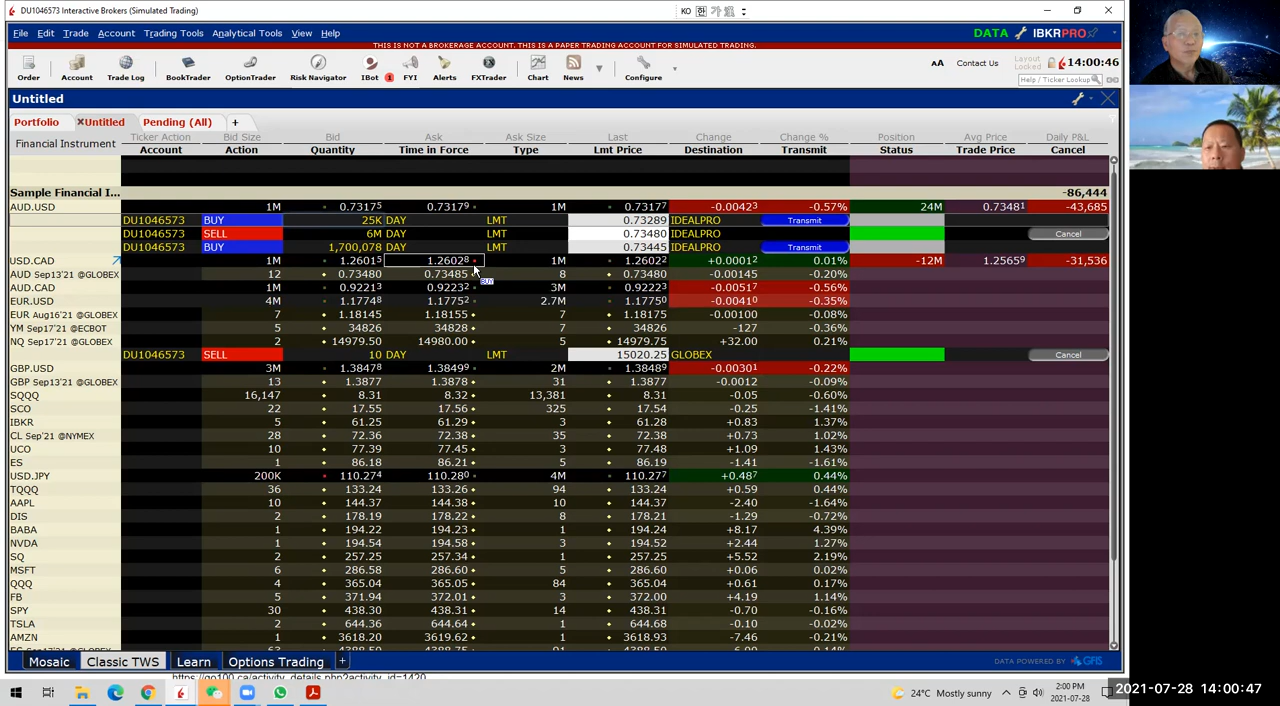 DU1046573 Interactive Brokers (Simulated Trading)
KO
File Edit Trade Account Trading Tools Analytical Tools View Help DATA IBKRPRO
THIS IS NOT A BROKERAGE ACCOUNT. THIS IS A PAPER TRADING ACCOUNT FOR SIMULATED TRADING.
Order Account Trade Log BookTrader OptionTrader Risk Navigator IBot 1 FYI Alerts FXTrader Chart News Configure AA Contact Us Layout Locked 14:00:46
Help / Ticker Lookup
Untitled
Portfolio Untitled Pending (All) +
Ticker Action Bid Size Bid Ask Ask Size Last Change Change % Position Avg Price Daily P&L
Financial Instrument Account Action Quantity Time in Force Type Lmt Price Destination Transmit Status Trade Price Cancel
Sample Financial I... -86,444
AUD.USD 1M 0.73175 0.73179 1M 0.73177 -0.00423 -0.57% 24M 0.73481 -43,685
DU1046573 BUY 25K DAY LMT 0.73289 IDEALPRO Transmit
DU1046573 SELL 6M DAY LMT 0.73480 IDEALPRO Cancel
DU1046573 BUY 1,700,078 DAY LMT 0.73445 IDEALPRO Transmit
USD.CAD 1M 1.26015 1.26028 1M 1.26022 +0.00012 0.01% -12M 1.25659 -31,536
BUY
AUD Sep13'21 @GLOBEX 12 0.73480 0.73485 8 0.73480 -0.00145 -0.20%
AUD.CAD 1M 0.92213 0.92232 3M 0.92223 -0.00517 -0.56%
EUR.USD 4M 1.17748 1.17752 2.7M 1.17750 -0.00410 -0.35%
EUR Aug16'21 @GLOBEX 7 1.18145 1.18155 7 1.18175 -0.00100 -0.08%
YM Sep17'21 @ECBOT 5 34826 34828 7 34826 -127 -0.36%
NQ Sep17'21 @GLOBEX 2 14979.50 14980.00 5 14979.75 +32.00 0.21%
DU1046573 SELL 10 DAY LMT 15020.25 GLOBEX Cancel
GBP.USD 3M 1.38478 1.38499 2M 1.38489 -0.00301 -0.22%
GBP Sep13'21 @GLOBEX 13 1.3877 1.3878 31 1.3877 -0.0012 -0.09%
SQQQ 16,147 8.31 8.32 13,381 8.31 -0.05 -0.60%
SCO 22 17.55 17.56 325 17.54 -0.25 -1.41%
IBKR 5 61.25 61.29 3 61.28 +0.83 1.37%
CL Sep'21 @NYMEX 28 72.36 72.38 35 72.38 +0.73 1.02%
UCO 10 77.39 77.45 3 77.48 +1.09 1.43%
ES 1 86.18 86.21 5 86.19 -1.41 -1.61%
USD.JPY 200K 110.274 110.280 4M 110.277 +0.487 0.44%
TQQQ 36 133.24 133.26 94 133.24 +0.59 0.44%
AAPL 10 144.37 144.38 10 144.37 -2.40 -1.64%
DIS 2 178.19 178.22 8 178.21 -1.29 -0.72%
BABA 1 194.22 194.23 1 194.24 +8.17 4.39%
NVDA 1 194.54 194.58 3 194.52 +2.44 1.27%
SQ 2 257.25 257.34 1 257.25 +5.52 2.19%
MSFT 6 286.58 286.60 5 286.60 +0.06 0.02%
QQQ 4 365.04 365.05 84 365.04 +0.61 0.17%
FB 5 371.94 372.01 3 372.00 +4.19 1.14%
SPY 30 438.30 438.31 14 438.31 -0.70 -0.16%
TSLA 2 644.36 644.64 1 644.68 -0.10 -0.02%
AMZN 1 3618.20 3619.62 1 3618.93 -7.46 -0.21%
Mosaic Classic TWS Learn Options Trading + DATA POWERED BY GFIS
https://go100.ca/activity_details.php?activity_id=1420
24°C Mostly sunny 2:00 PM
2021-07-28
2021-07-28 14:00:47